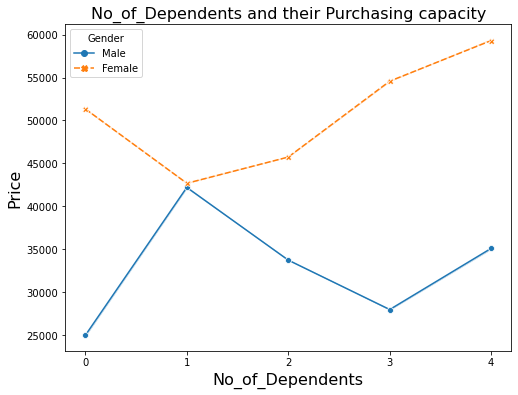 No_of_Dependents and their Purchasing capacity
Gender
Male
Female
Price
60000
55000
50000
45000
40000
35000
30000
25000
0 1 2 3 4
No_of_Dependents